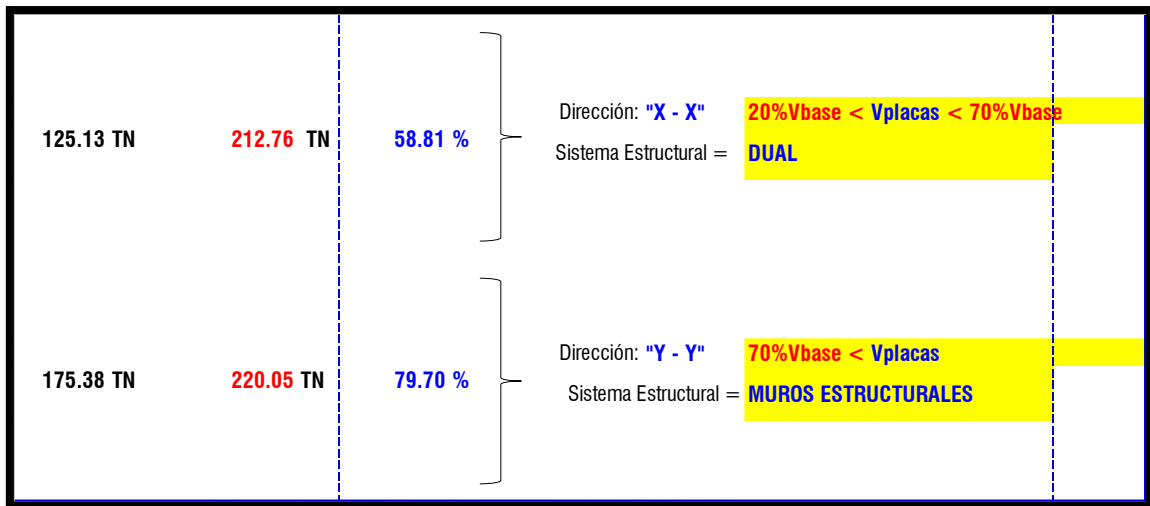 Dirección: "X - X" 20%Vbase < Vplacas < 70%Vbase
125.13 TN 212.76 TN 58.81 %
Sistema Estructural = DUAL
Dirección: "Y - Y" 70%Vbase < Vplacas
175.38 TN 220.05 TN 79.70 %
Sistema Estructural = MUROS ESTRUCTURALES